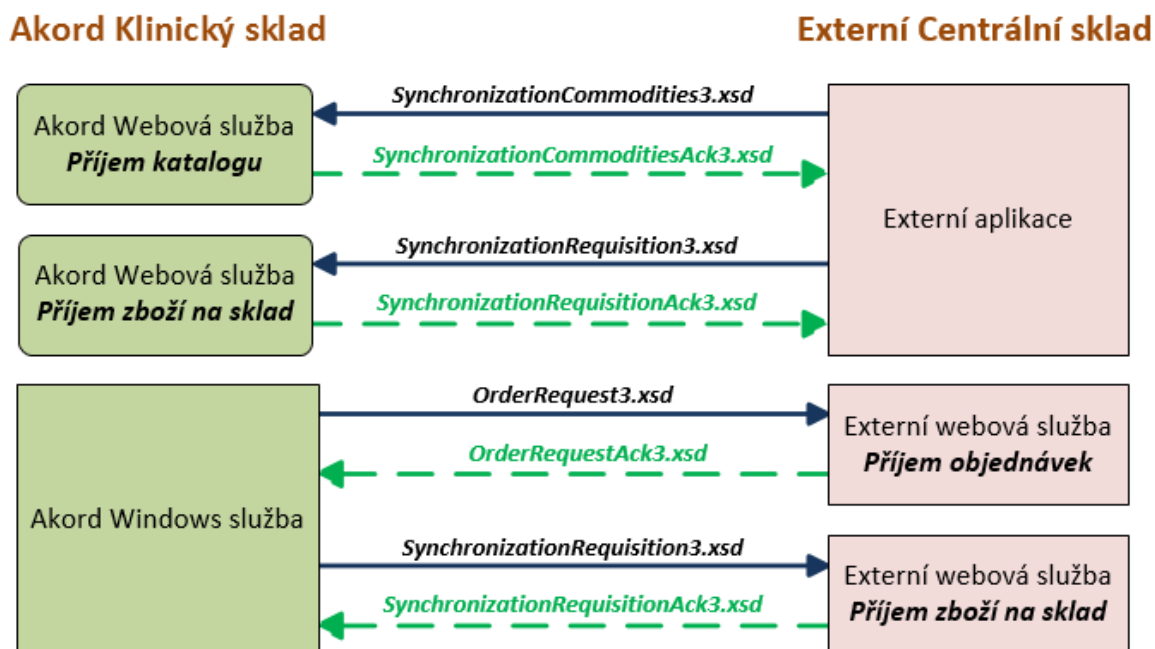 Akord Klinický sklad
Externí Centrální sklad
Akord Webová služba
Příjem katalogu
SynchronizationCommodities3.xsd
SynchronizationCommoditiesAck3.xsd
Externí aplikace
Akord Webová služba
Příjem zboží na sklad
SynchronizationRequisition3.xsd
SynchronizationRequisitionAck3.xsd
Akord Windows služba
OrderRequest3.xsd
OrderRequestAck3.xsd
Externí webová služba
Příjem objednávek
SynchronizationRequisition3.xsd
SynchronizationRequisitionAck3.xsd
Externí webová služba
Příjem zboží na sklad